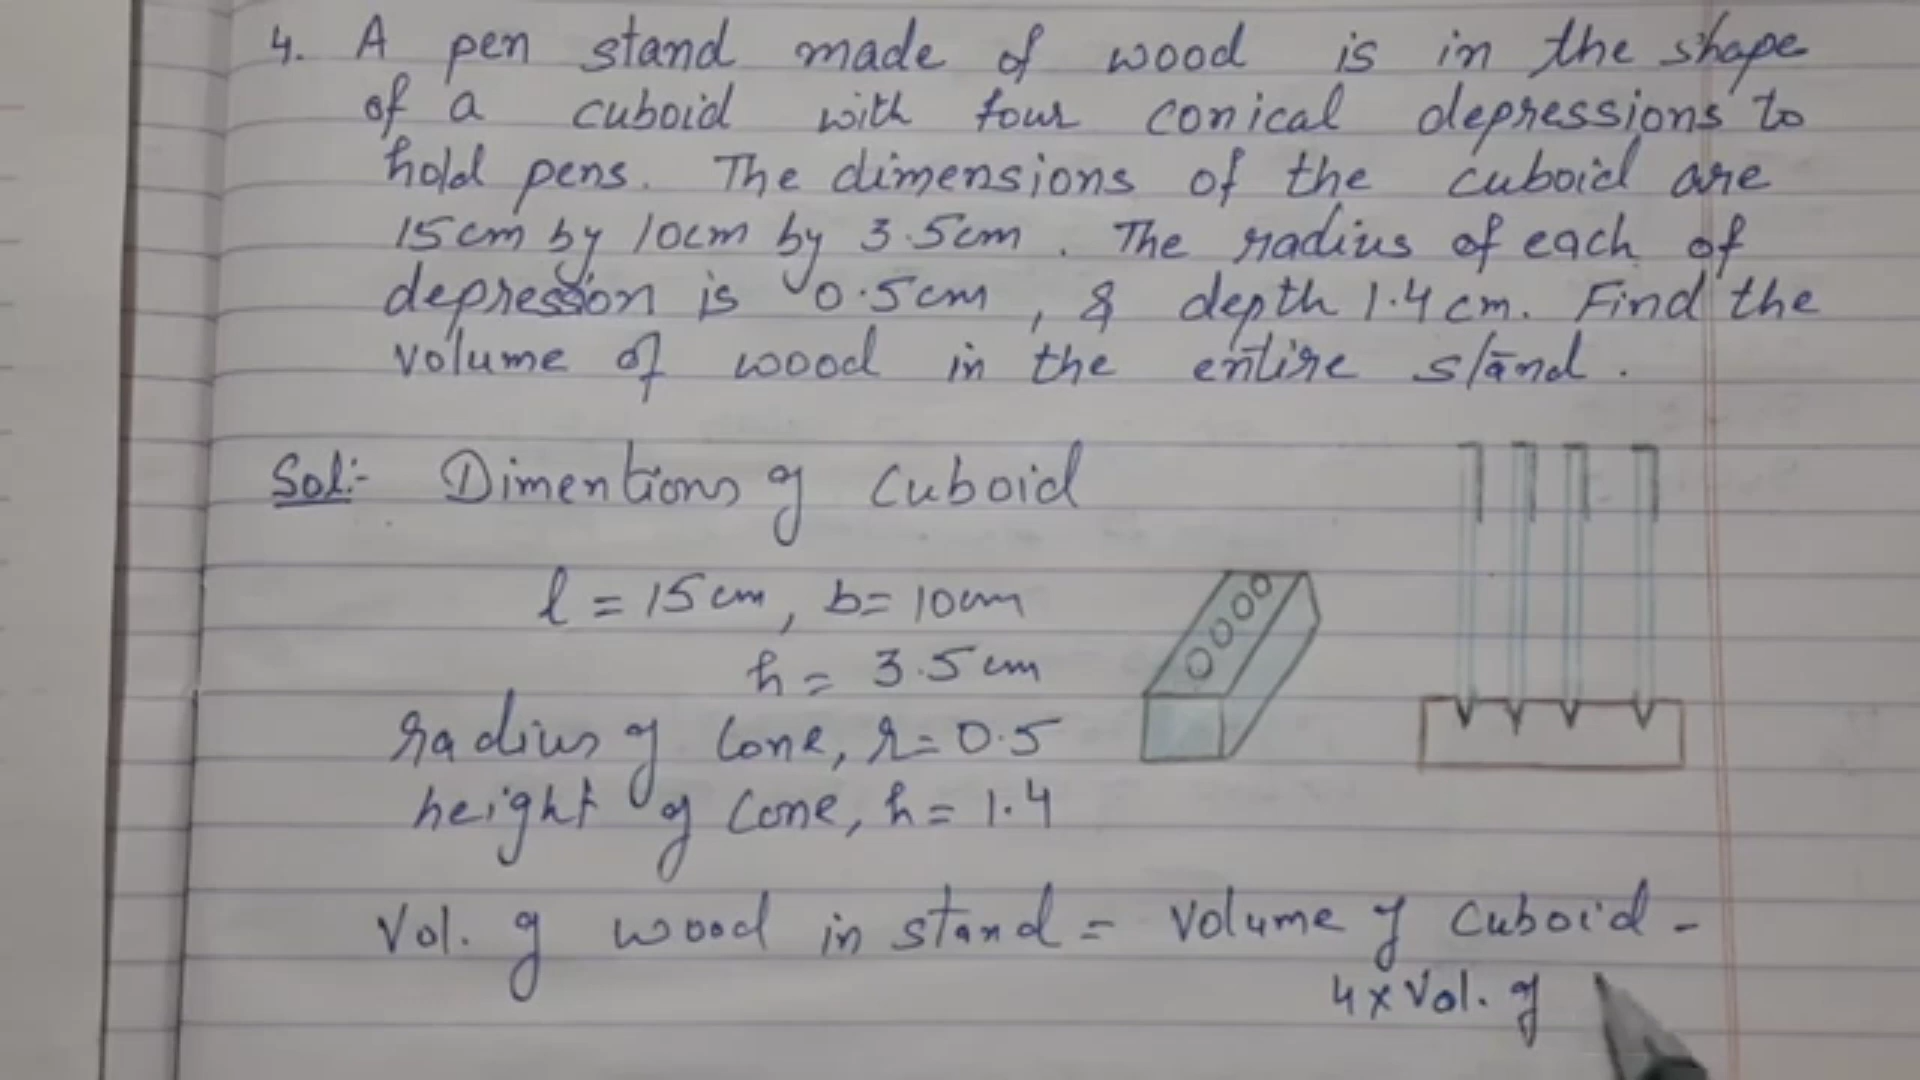 4. A pen stand made of wood is in the shape
of a cuboid with four conical depressions to
hold pens. The dimensions of the cuboid are
15cm by 10cm by 3.5cm. The radius of each of
depression is 0.5cm, & depth 1.4cm. Find the
volume of wood in the entire stand.
Sol:- Dimentions of Cuboid
l = 15cm, b= 10cm
h= 3.5cm
radius of Cone, r= 0.5
height of Cone, h= 1.4
Vol. of wood in stand = Volume of Cuboid -
4x Vol. of